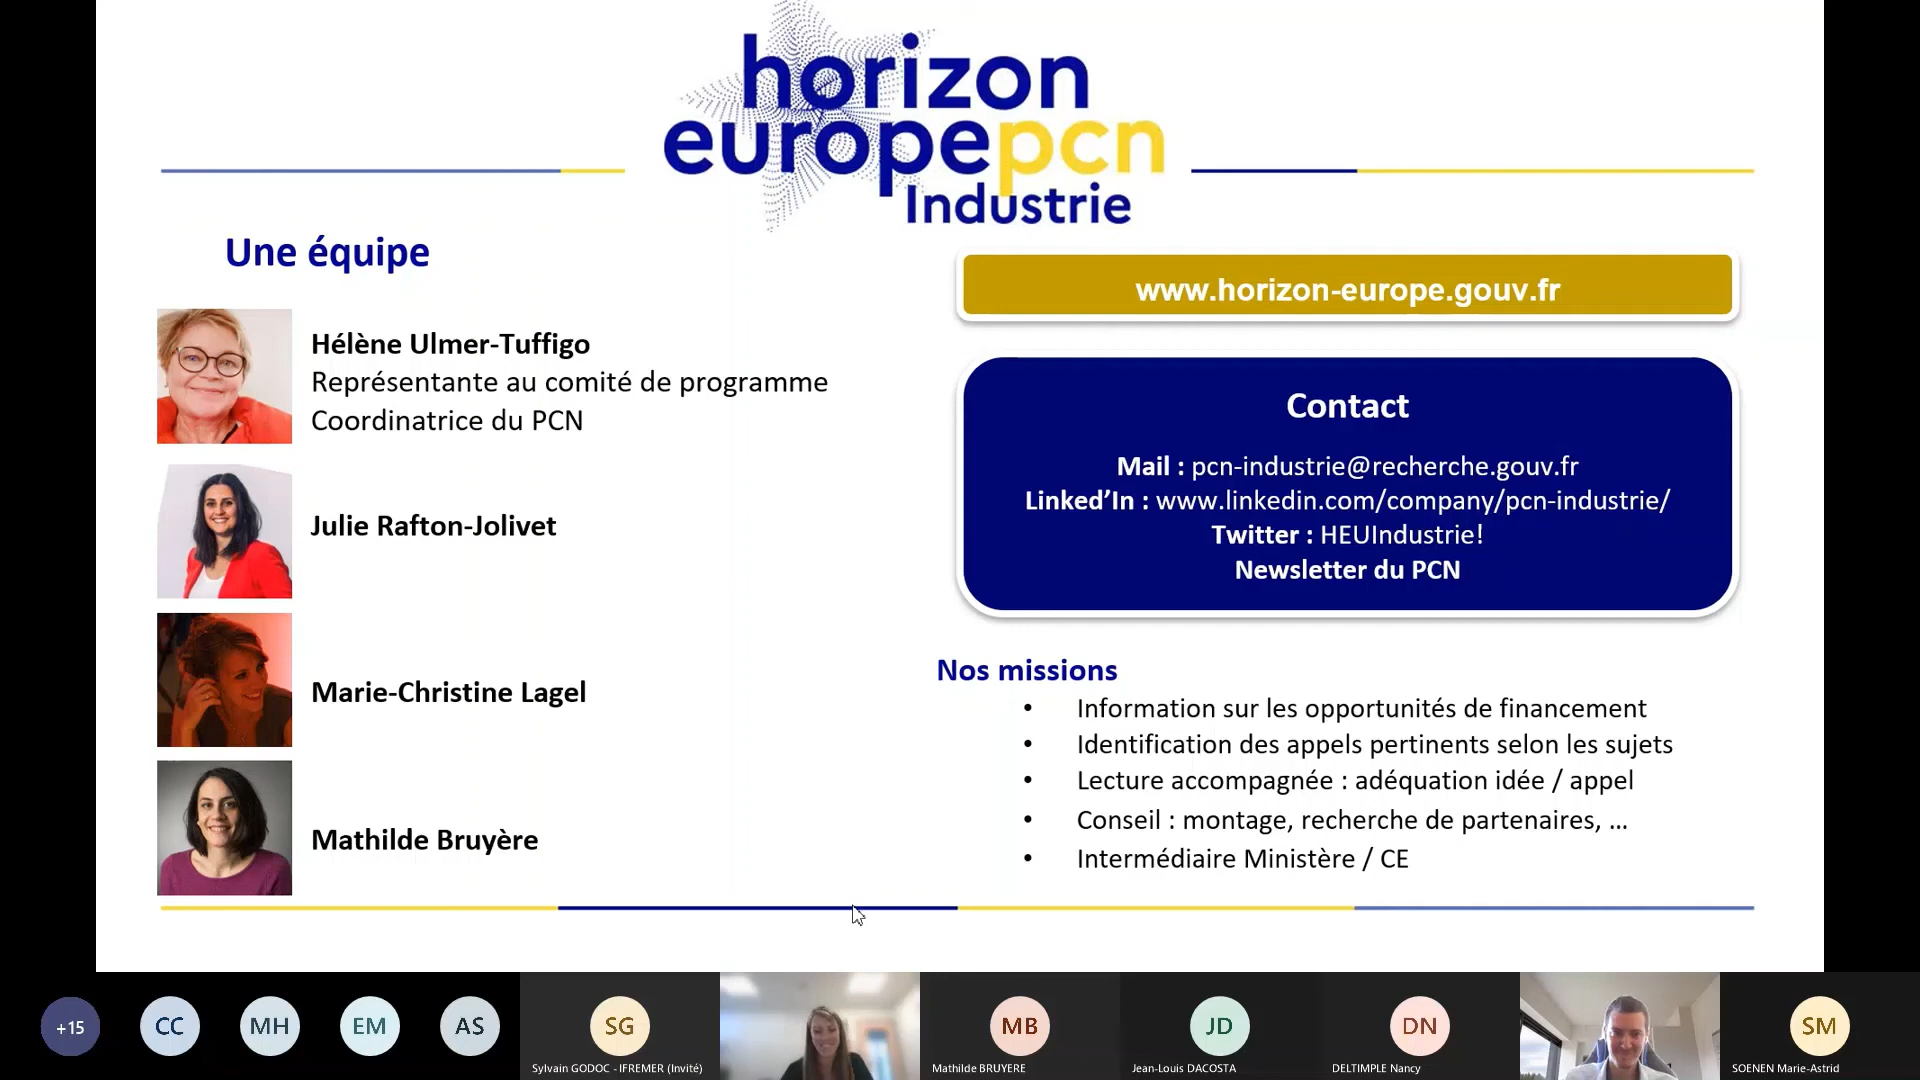 horizon
europepcn
Industrie
Une équipe
www.horizon-europe.gouv.fr
Hélène Ulmer-Tuffigo
Représentante au comité de programme
Coordinatrice du PCN
Julie Rafton-Jolivet
Marie-Christine Lagel
Mathilde Bruyère
Contact
Mail : pcn-industrie@recherche.gouv.fr
Linked’In : www.linkedin.com/company/pcn-industrie/
Twitter : HEUIndustrie!
Newsletter du PCN
Nos missions
• Information sur les opportunités de financement
• Identification des appels pertinents selon les sujets
• Lecture accompagnée : adéquation idée / appel
• Conseil : montage, recherche de partenaires, ...
• Intermédiaire Ministère / CE
+15
CC
MH
EM
AS
SG
MB
JD
DN
SM
Sylvain GODOC - IFREMER (Invité)
Mathilde BRUYERE
Jean-Louis DACOSTA
DELTIMPLE Nancy
SOENEN Marie-Astrid